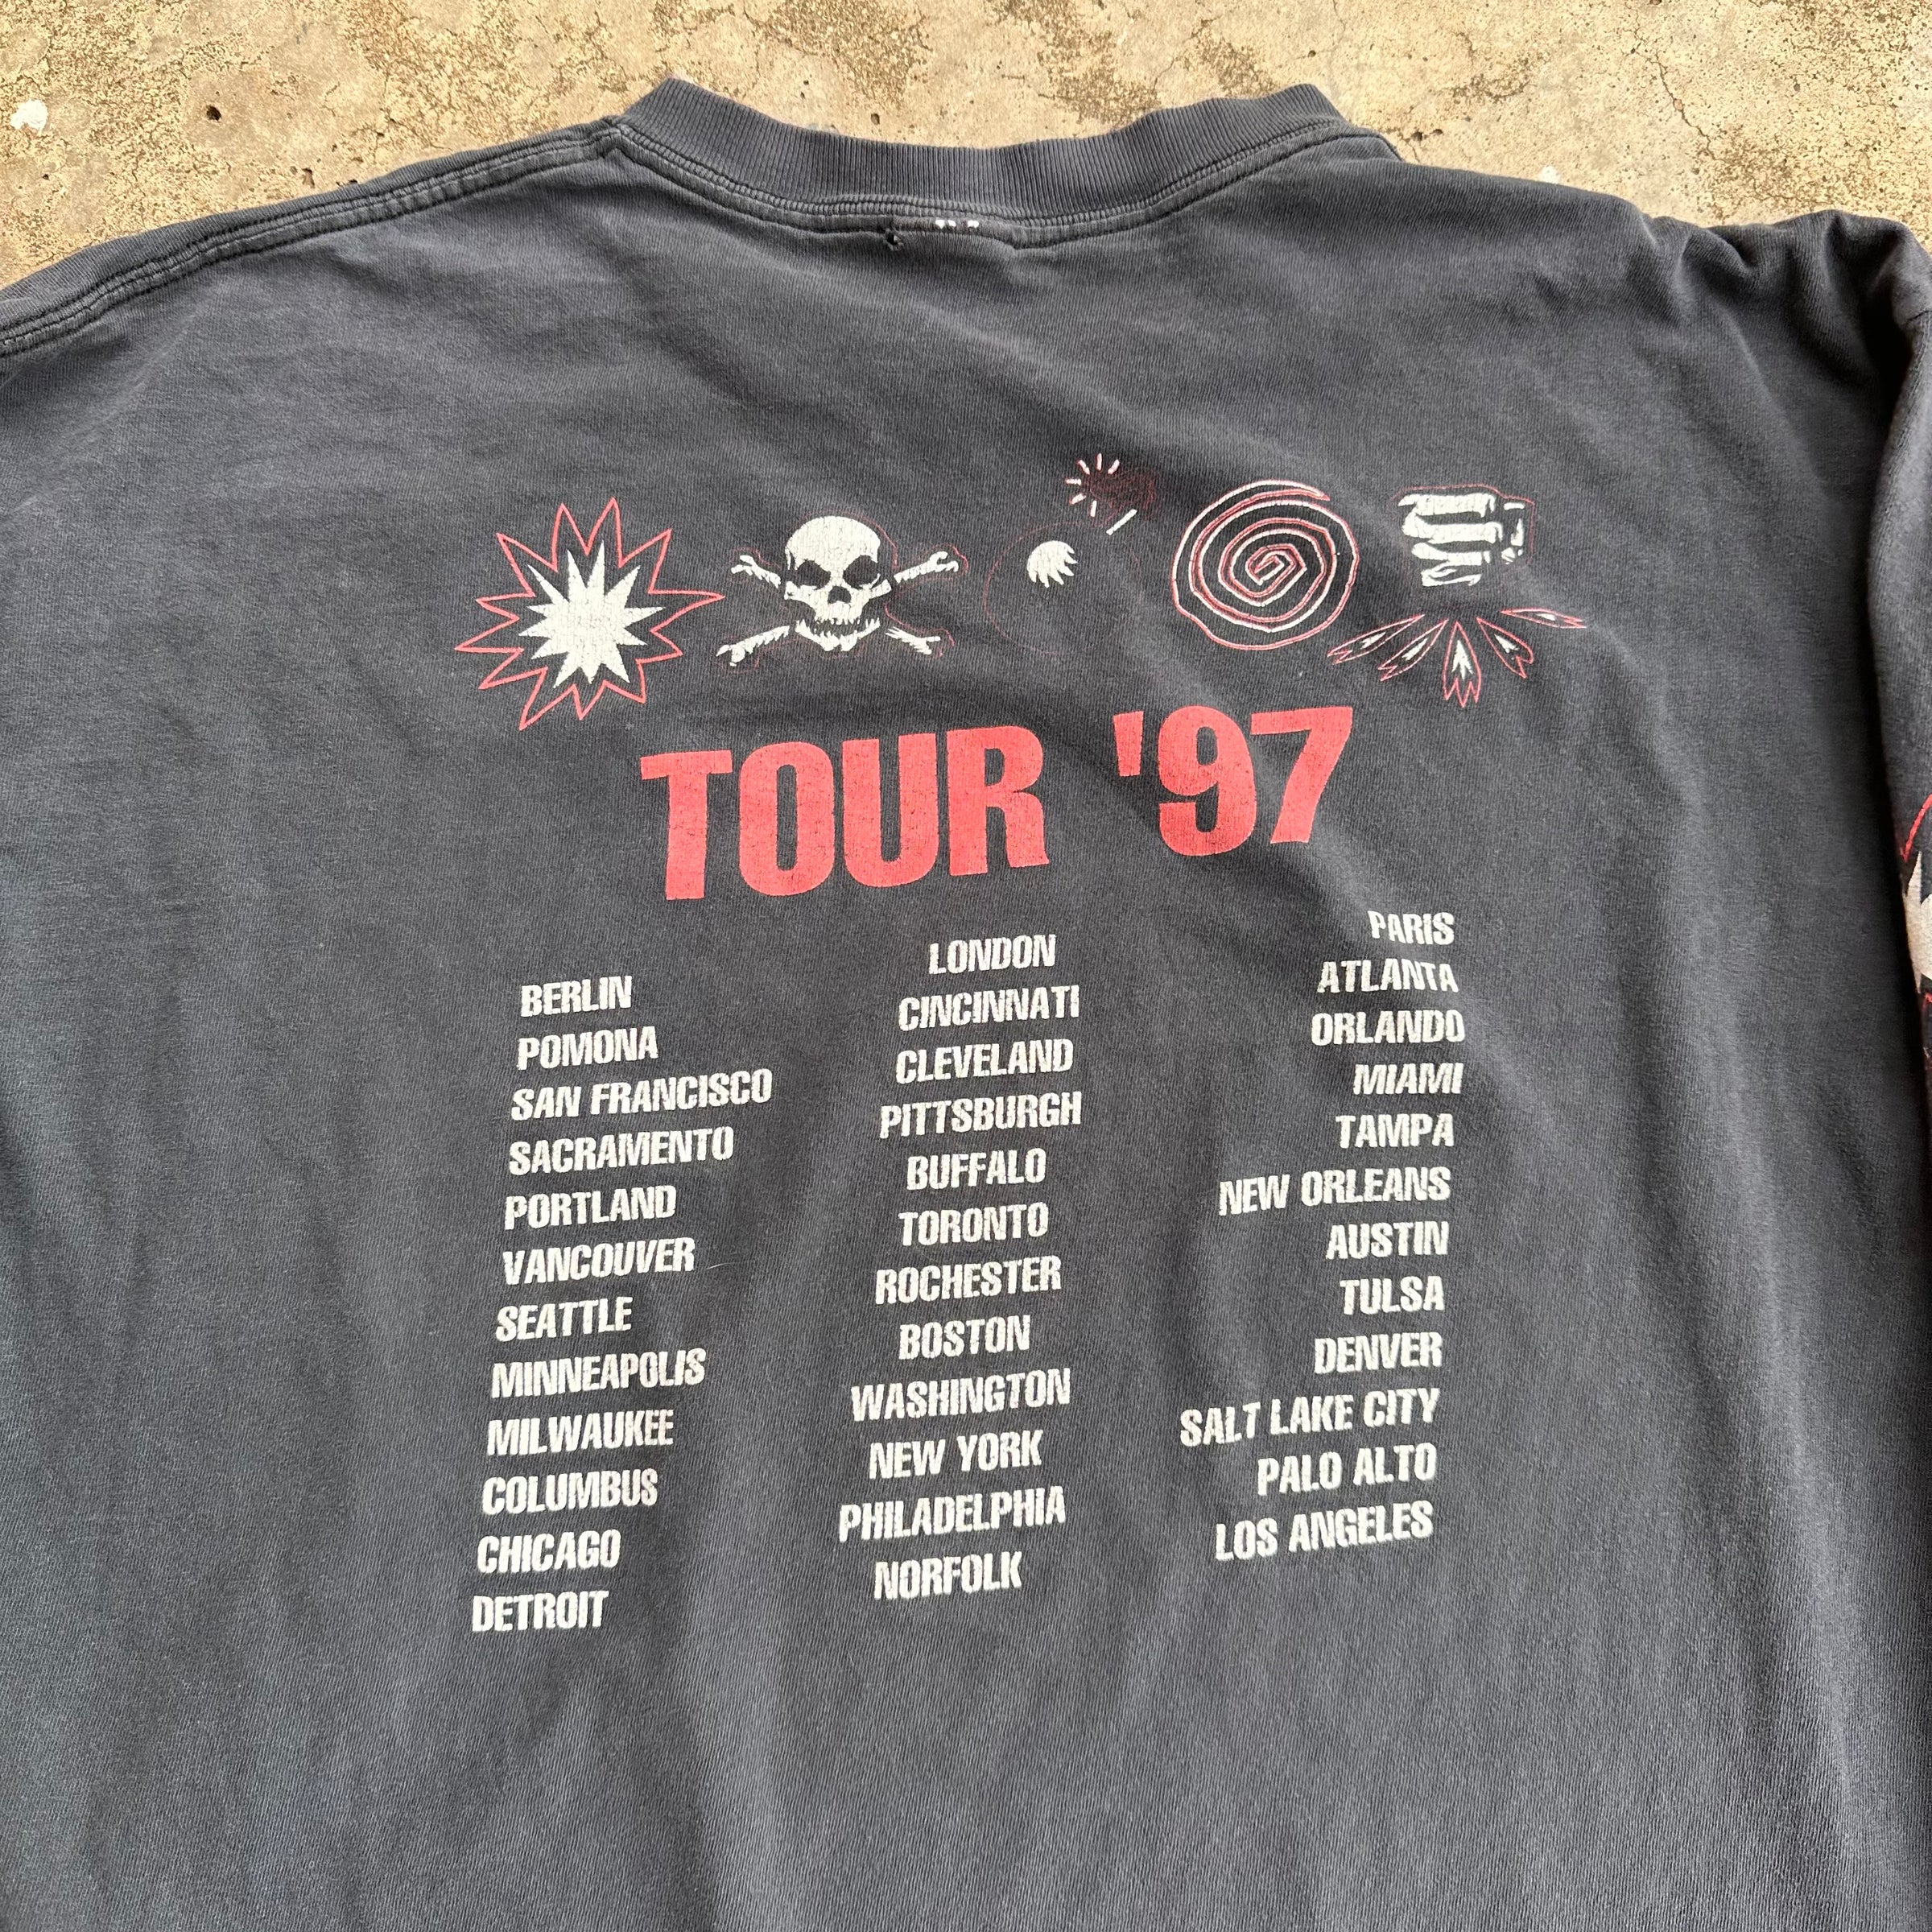 TOUR '97
BERLIN
POMONA
SAN FRANCISCO
SACRAMENTO
PORTLAND
VANCOUVER
SEATTLE
MINNEAPOLIS
MILWAUKEE
COLUMBUS
CHICAGO
DETROIT
LONDON
CINCINNATI
CLEVELAND
PITTSBURGH
BUFFALO
TORONTO
ROCHESTER
BOSTON
WASHINGTON
NEW YORK
PHILADELPHIA
NORFOLK
PARIS
ATLANTA
ORLANDO
MIAMI
TAMPA
NEW ORLEANS
AUSTIN
TULSA
DENVER
SALT LAKE CITY
PALO ALTO
LOS ANGELES